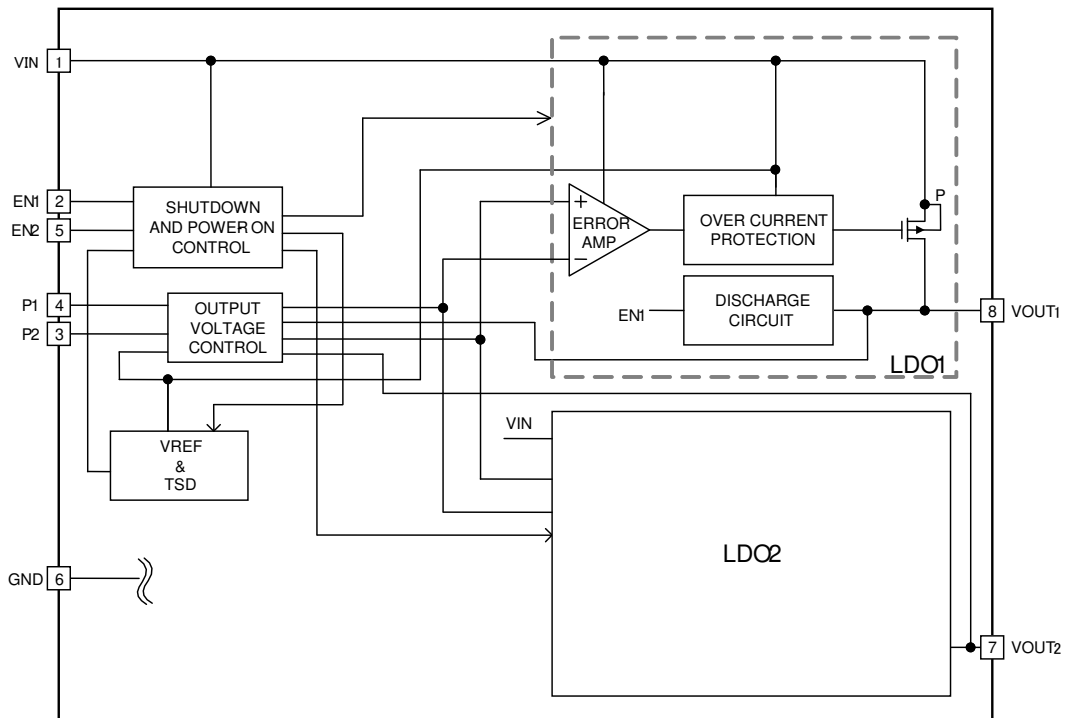 VIN 1
EN1 2
EN2 5
SHUTDOWN
AND POWER ON
CONTROL
P1 4
P2 3
OUTPUT
VOLTAGE
CONTROL
VREF
&
TSD
GND 6
+
ERROR
AMP
−
OVER CURRENT
PROTECTION
P
EN1
DISCHARGE
CIRCUIT
LDO1
8 VOUT1
VIN
LDO2
7 VOUT2